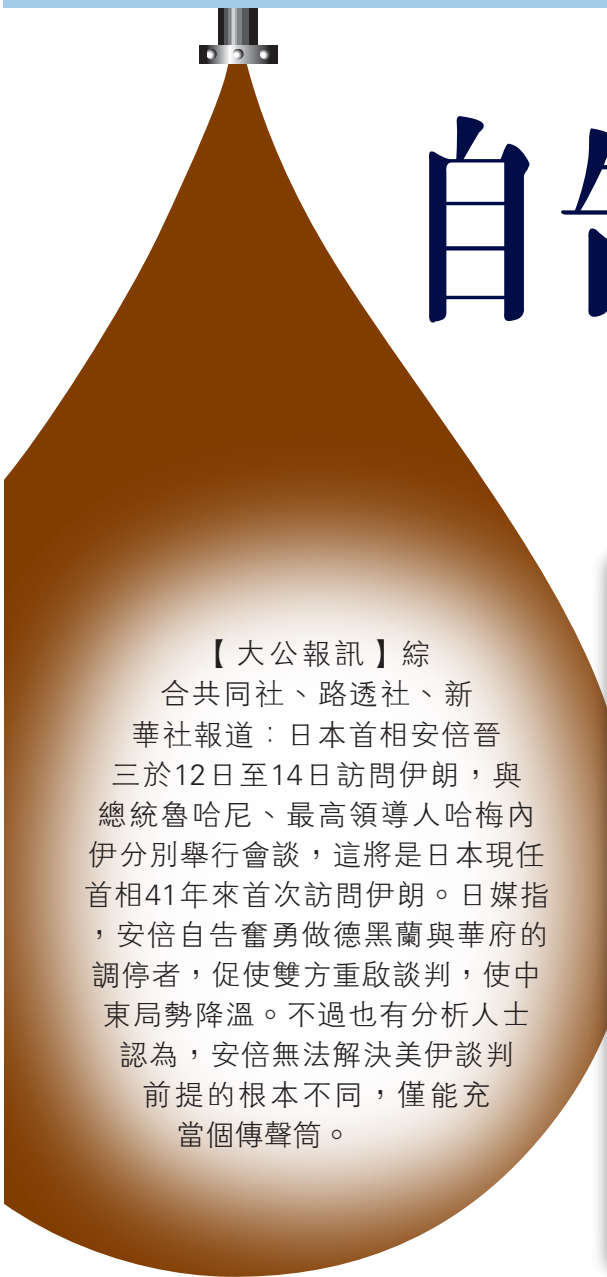 自告
【大公報訊】綜
合共同社、路透社、新
華社報道：日本首相安倍晉
三於12日至14日訪問伊朗，與
總統魯哈尼、最高領導人哈梅內
伊分別舉行會談，這將是日本現任
首相41年來首次訪問伊朗。日媒指
，安倍自告奮勇做德黑蘭與華府的
調停者，促使雙方重啟談判，使中
東局勢降溫。不過也有分析人士
認為，安倍無法解決美伊談判
前提的根本不同，僅能充
當個傳聲筒。